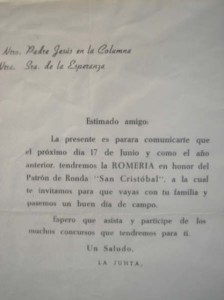 Ntro. Padre Jesús en la Columna
Ntra. Sra. de la Esperanza
Estimado amigo:
La presente es parara comunicarte que
el próximo día 17 de Junio y como el año
anterior, tendremos la ROMERIA en honor del
Patrón de Ronda "San Cristóbal", a la cual
te invitamos para que vayas con tu familia y
pasemos un buen día de campo.
Espero que asista y participe de los
muchos concursos que tendremos para ti.
Un Saludo.
LA JUNTA.